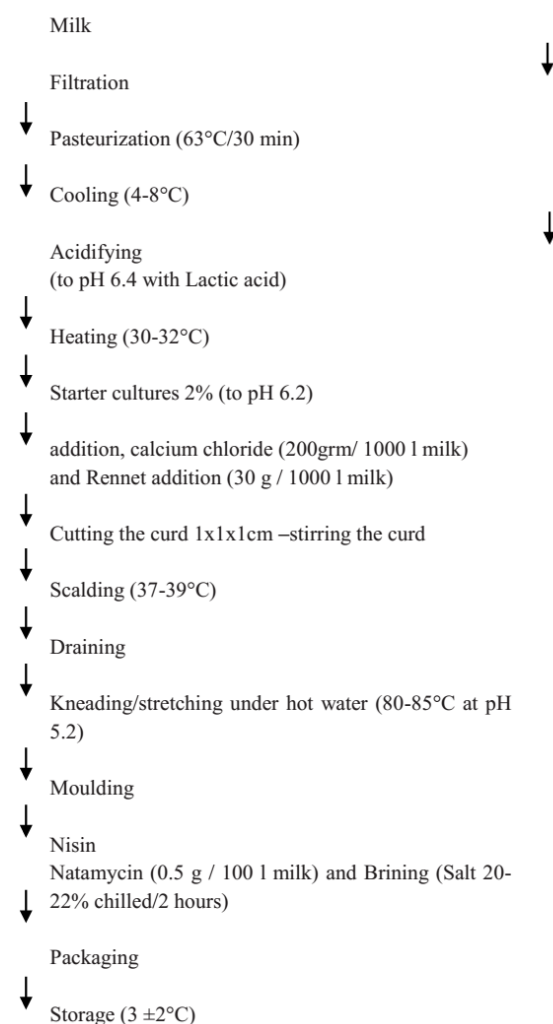 Milk
Filtration
Pasteurization (63°C/30 min)
Cooling (4-8°C)
Acidifying
(to pH 6.4 with Lactic acid)
Heating (30-32°C)
Starter cultures 2% (to pH 6.2)
addition, calcium chloride (200grm/ 1000 l milk)
and Rennet addition (30 g / 1000 l milk)
Cutting the curd 1x1x1cm –stirring the curd
Scalding (37-39°C)
Draining
Kneading/stretching under hot water (80-85°C at pH
5.2)
Moulding
Nisin
Natamycin (0.5 g / 100 l milk) and Brining (Salt 20-
22% chilled/2 hours)
Packaging
Storage (3 ±2°C)